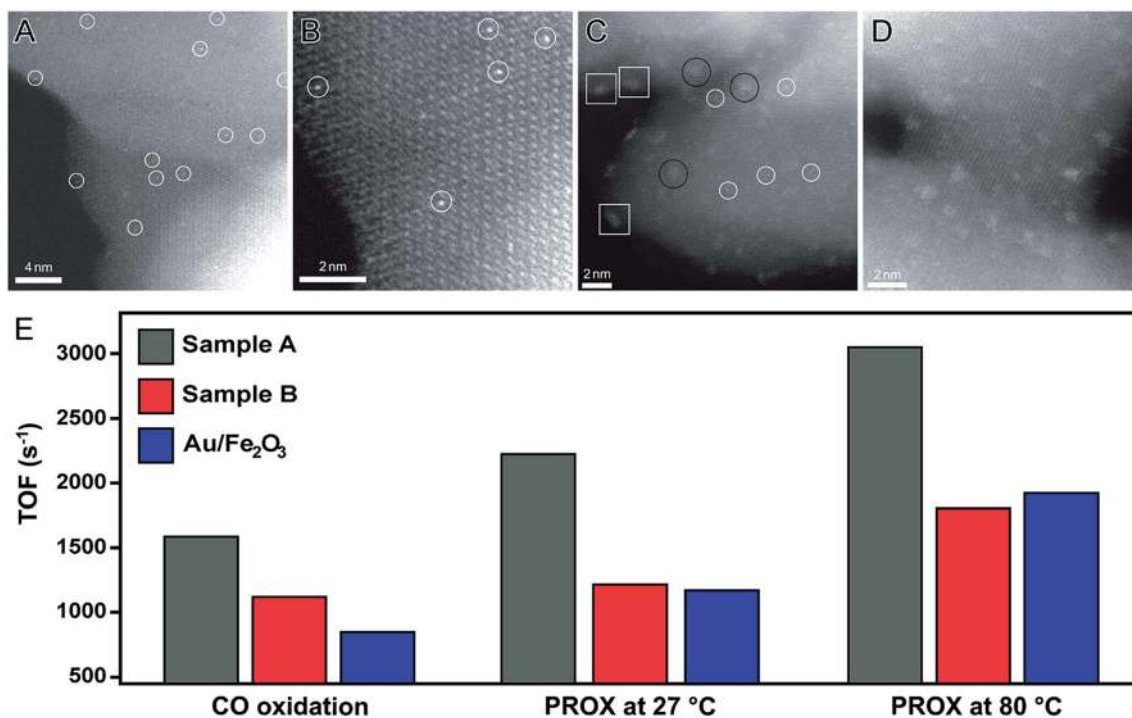 A
B
C
D
4 nm
2 nm
2 nm
2 nm
E
Sample A
Sample B
Au/Fe₂O₃
TOF (s⁻¹)
3000
2500
2000
1500
1000
500
CO oxidation
PROX at 27 °C
PROX at 80 °C